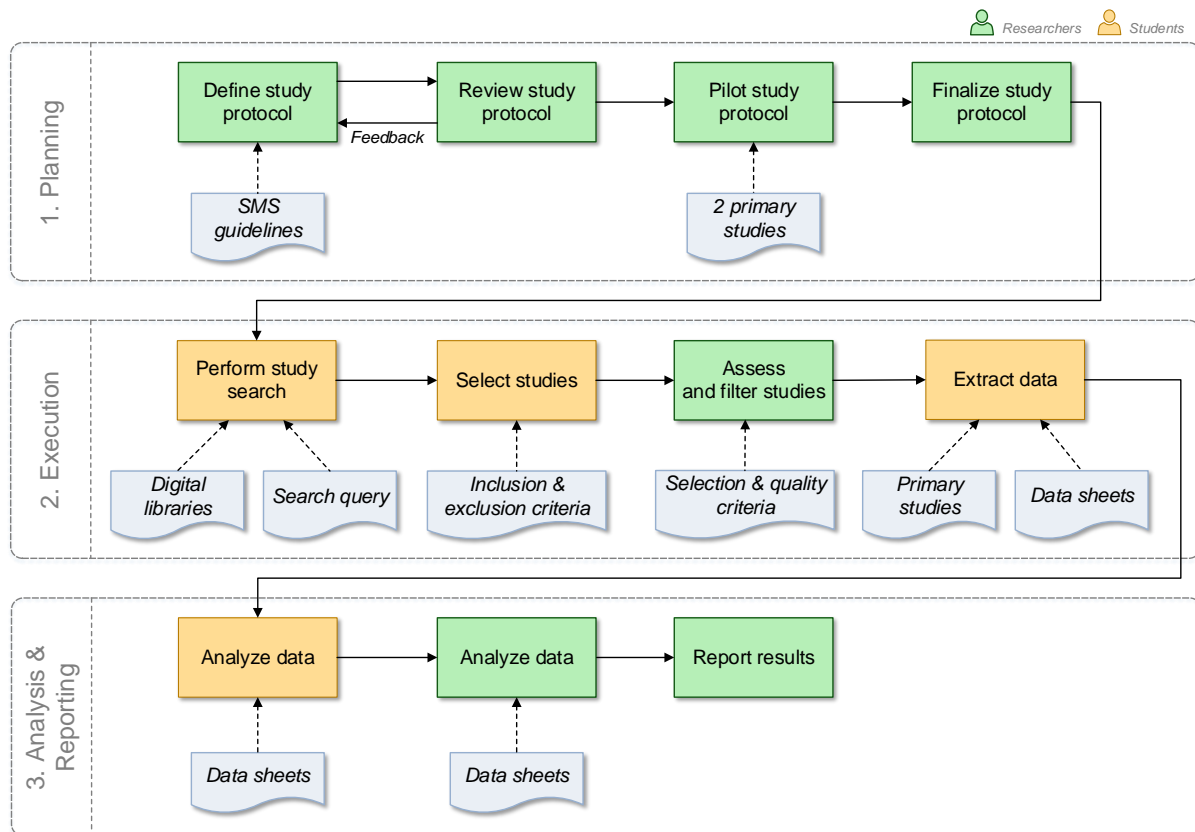 Researchers
Students
1. Planning
Define study
protocol
Review study
protocol
Pilot study
protocol
Finalize study
protocol
Feedback
SMS
guidelines
2 primary
studies
2. Execution
Perform study
search
Select studies
Assess
and filter studies
Extract data
Digital
libraries
Search query
Inclusion &
exclusion criteria
Selection & quality
criteria
Primary
studies
Data sheets
3. Analysis &
Reporting
Analyze data
Analyze data
Report results
Data sheets
Data sheets